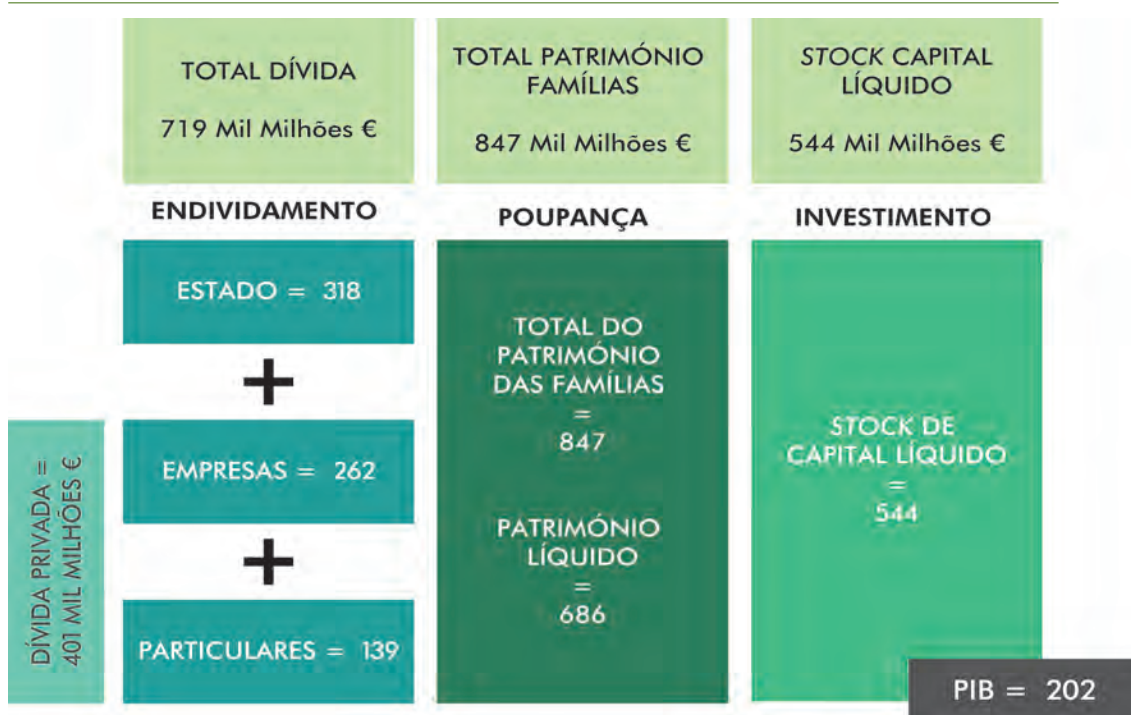 TOTAL DÍVIDA
719 Mil Milhões €
TOTAL PATRIMÓNIO
FAMÍLIAS
847 Mil Milhões €
STOCK CAPITAL
LÍQUIDO
544 Mil Milhões €
ENDIVIDAMENTO
POUPANÇA
INVESTIMENTO
ESTADO = 318
+
EMPRESAS = 262
+
PARTICULARES = 139
DÍVIDA PRIVADA =
401 MIL MILHÕES €
TOTAL DO
PATRIMÓNIO
DAS FAMÍLIAS
=
847
PATRIMÓNIO
LÍQUIDO
=
686
STOCK DE
CAPITAL LÍQUIDO
=
544
PIB = 202